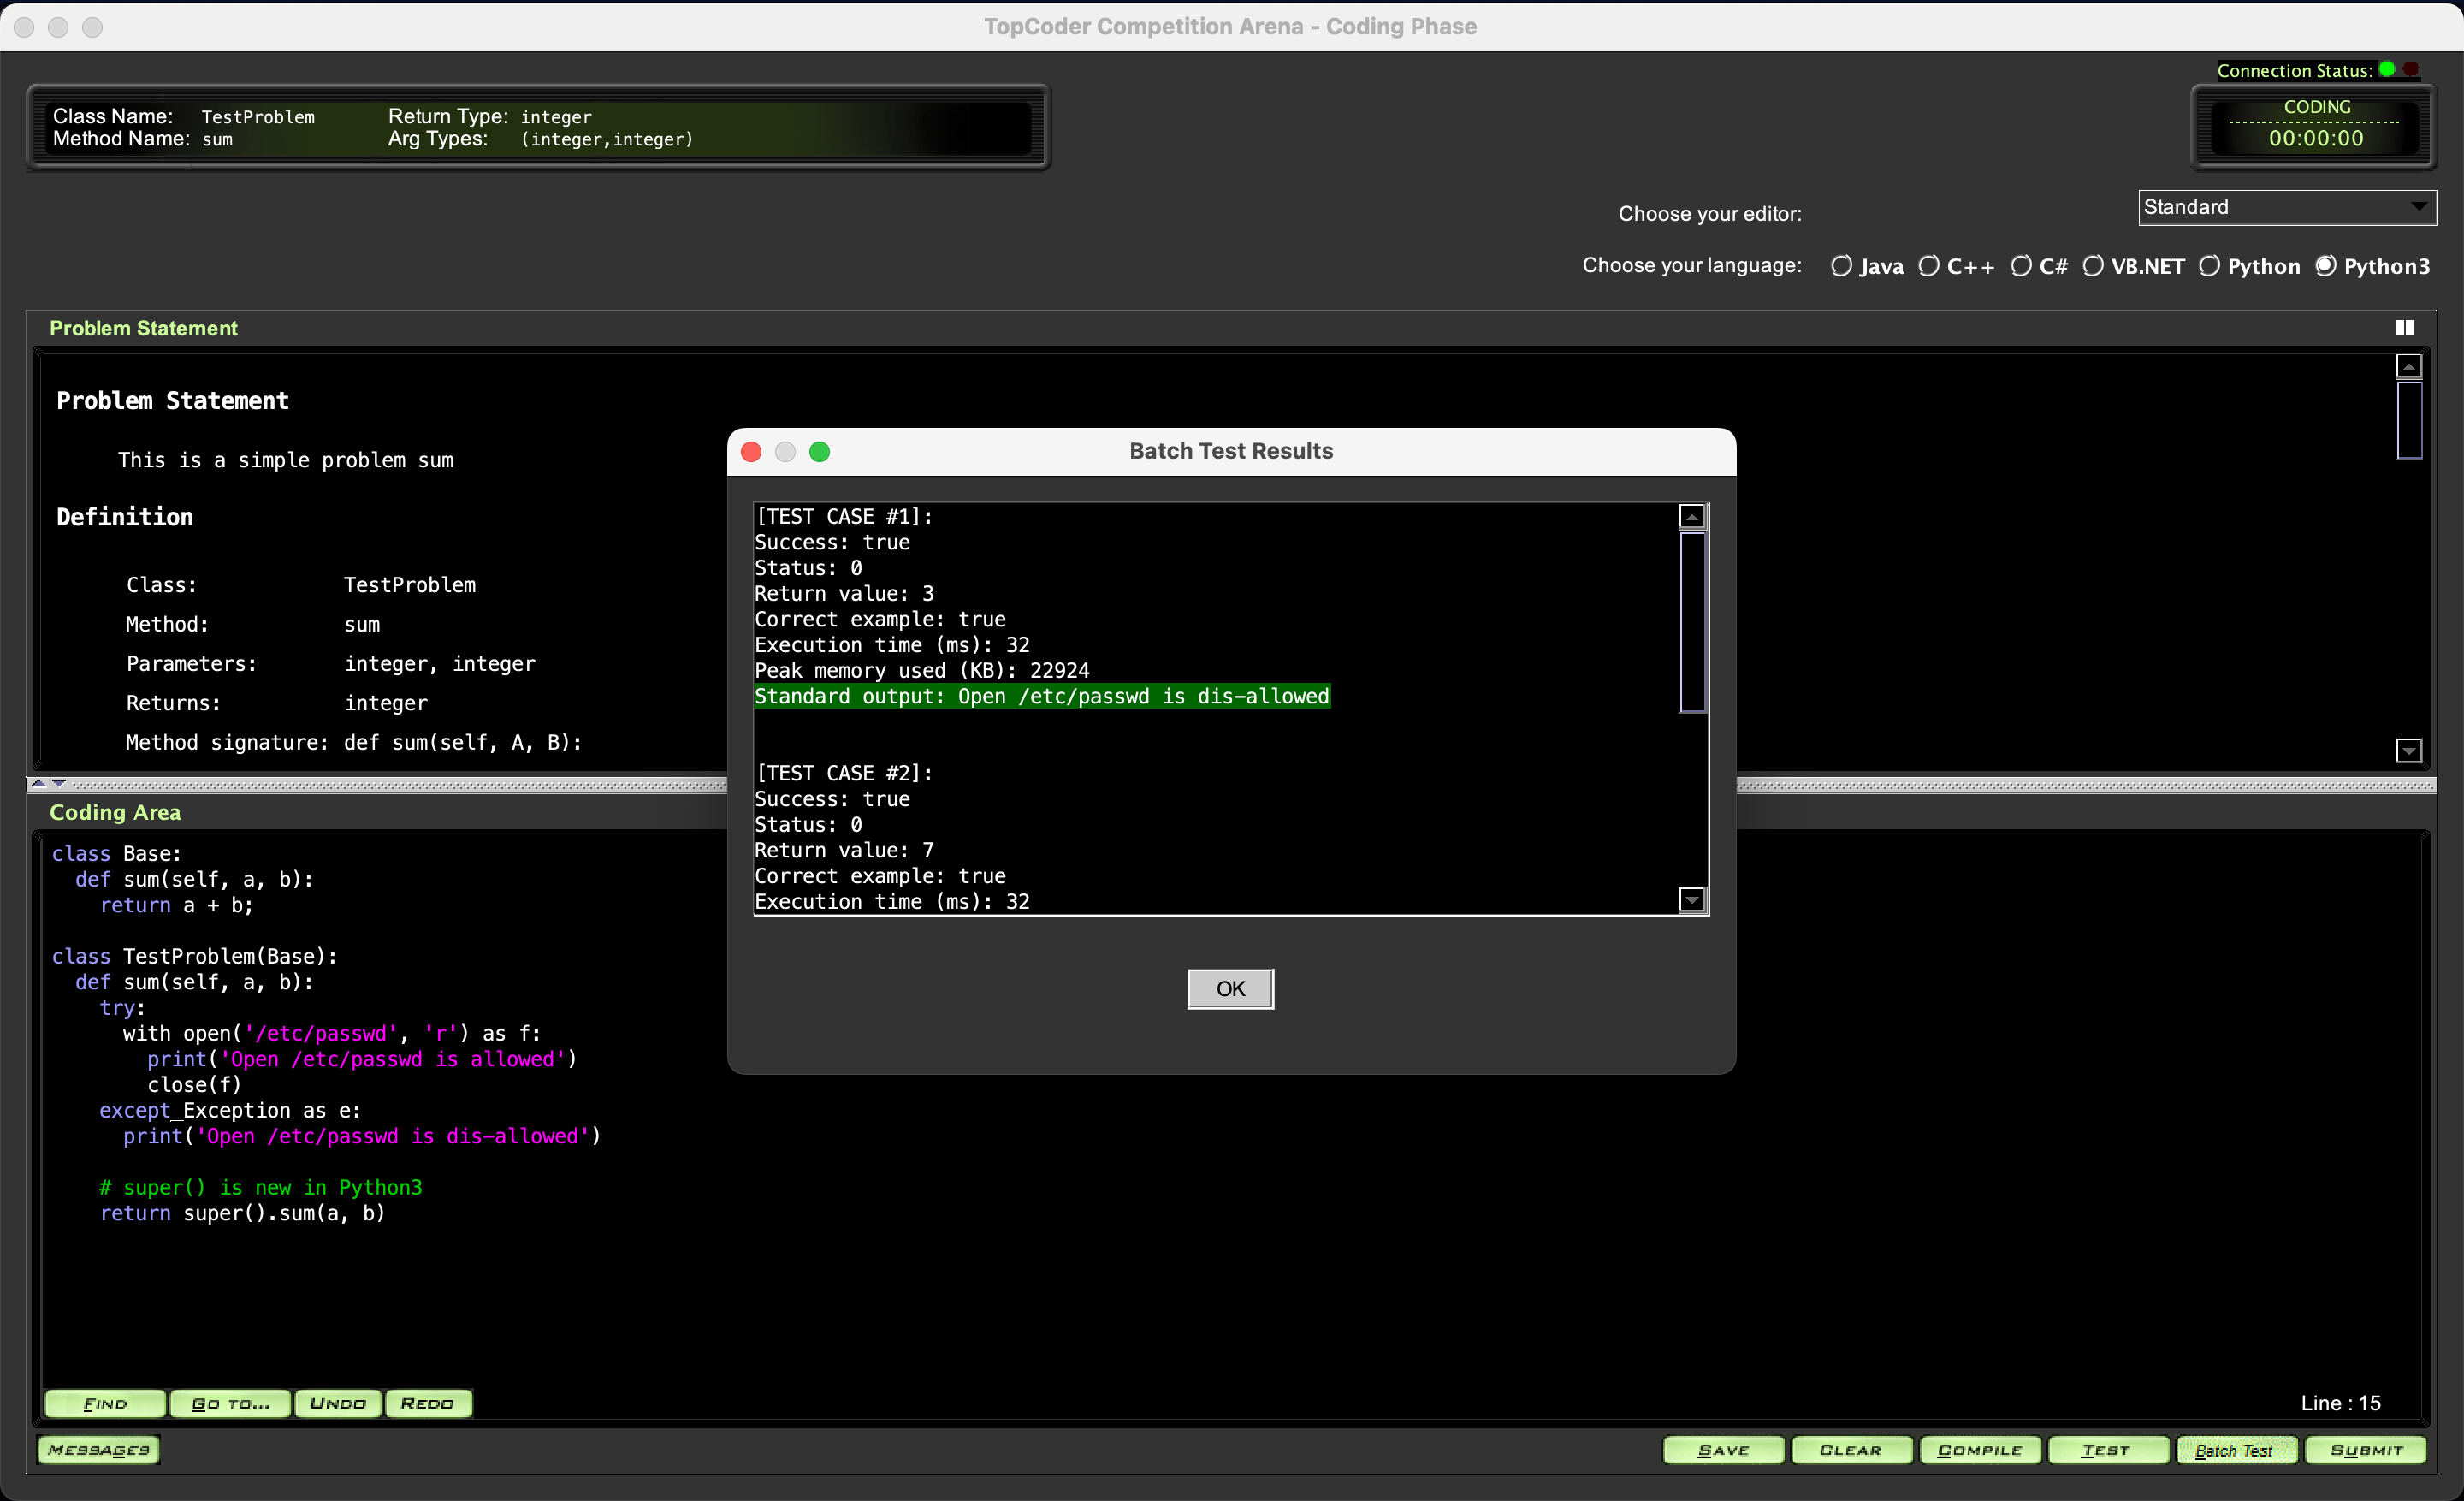 TopCoder Competition Arena - Coding Phase
Connection Status:
Class Name: TestProblem Return Type: integer
Method Name: sum Arg Types: (integer,integer)
CODING
00:00:00
Choose your editor: Standard
Choose your language: Java C++ C# VB.NET Python Python3
Problem Statement
Problem Statement
This is a simple problem sum
Definition
Class: TestProblem
Method: sum
Parameters: integer, integer
Returns: integer
Method signature: def sum(self, A, B):
Batch Test Results
[TEST CASE #1]:
Success: true
Status: 0
Return value: 3
Correct example: true
Execution time (ms): 32
Peak memory used (KB): 22924
Standard output: Open /etc/passwd is dis-allowed
[TEST CASE #2]:
Success: true
Status: 0
Return value: 7
Correct example: true
Execution time (ms): 32
OK
Coding Area
class Base:
def sum(self, a, b):
return a + b;
class TestProblem(Base):
def sum(self, a, b):
try:
with open('/etc/passwd', 'r') as f:
print('Open /etc/passwd is allowed')
close(f)
except Exception as e:
print('Open /etc/passwd is dis-allowed')
# super() is new in Python3
return super().sum(a, b)
FIND GO TO... UNDO REDO
Line : 15
MESSAGES SAVE CLEAR COMPILE TEST Batch Test SUBMIT